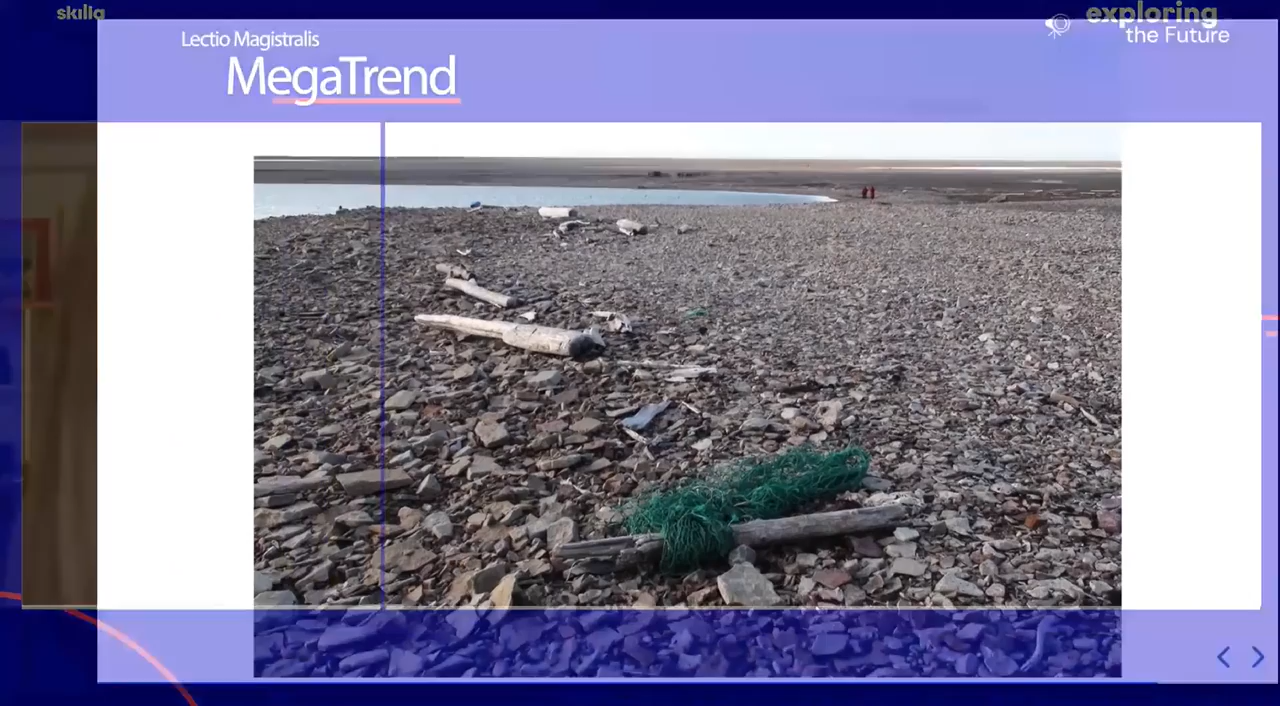 skilla
Lectio Magistralis
MegaTrend
exploring
the Future